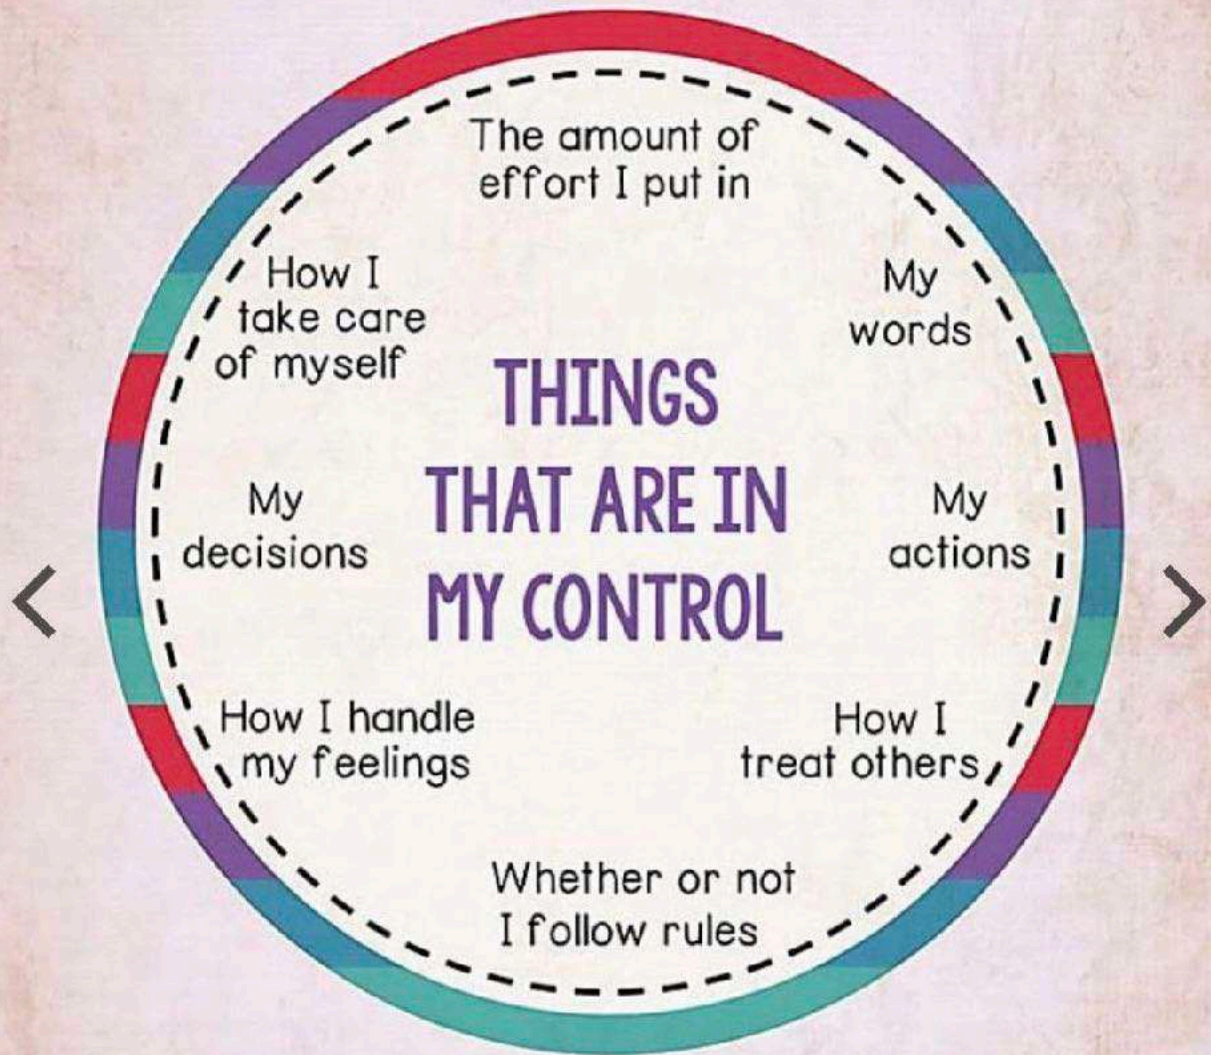 The amount of
effort I put in
My
words
My
actions
How I
treat others
Whether or not
I follow rules
How I handle
my feelings
My
decisions
How I
take care
of myself
THINGS
THAT ARE IN
MY CONTROL